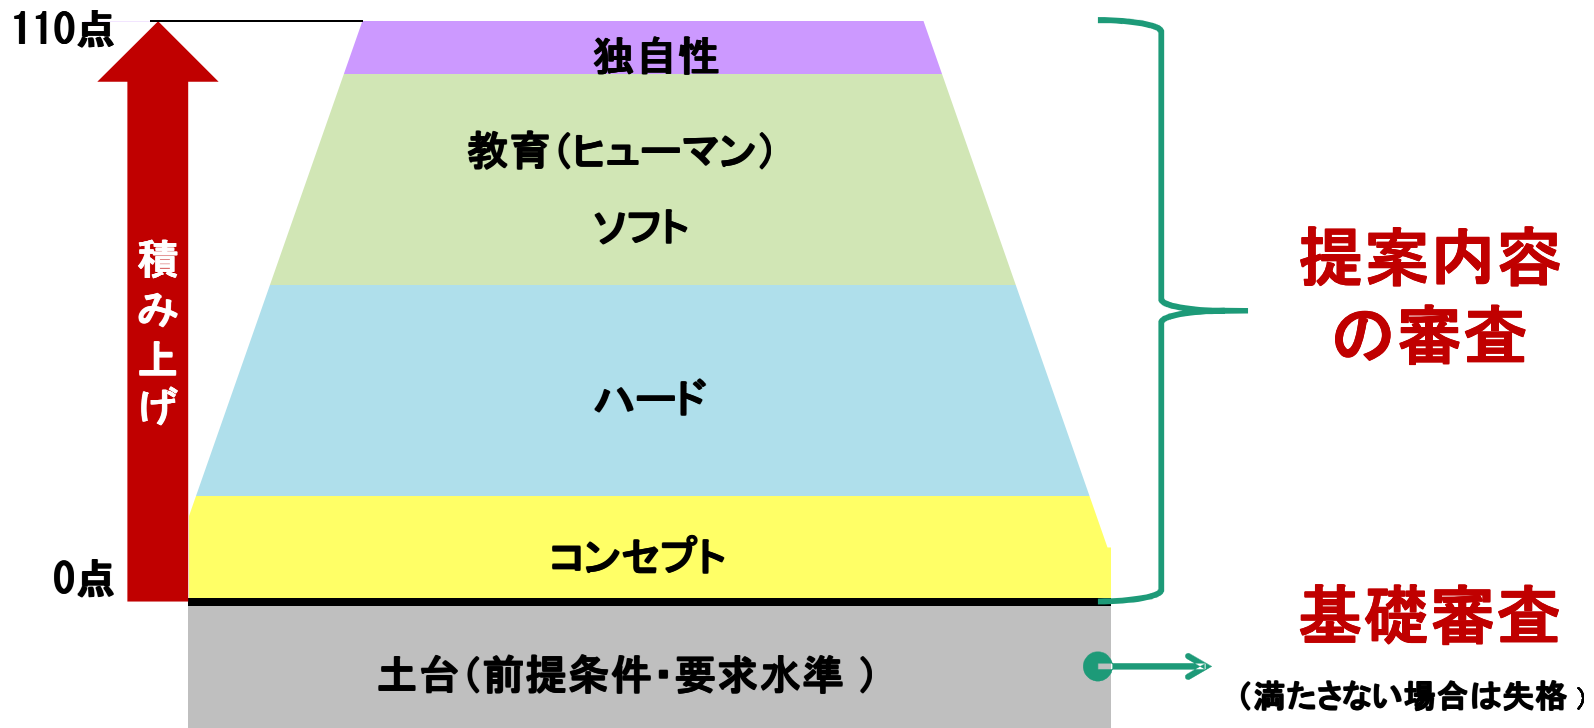 110点
独自性
教育（ヒューマン）
ソフト
積み上げ
ハード
コンセプト
0点
土台（前提条件・要求水準 ）
提案内容
の審査
基礎審査
（満たさない場合は失格 ）